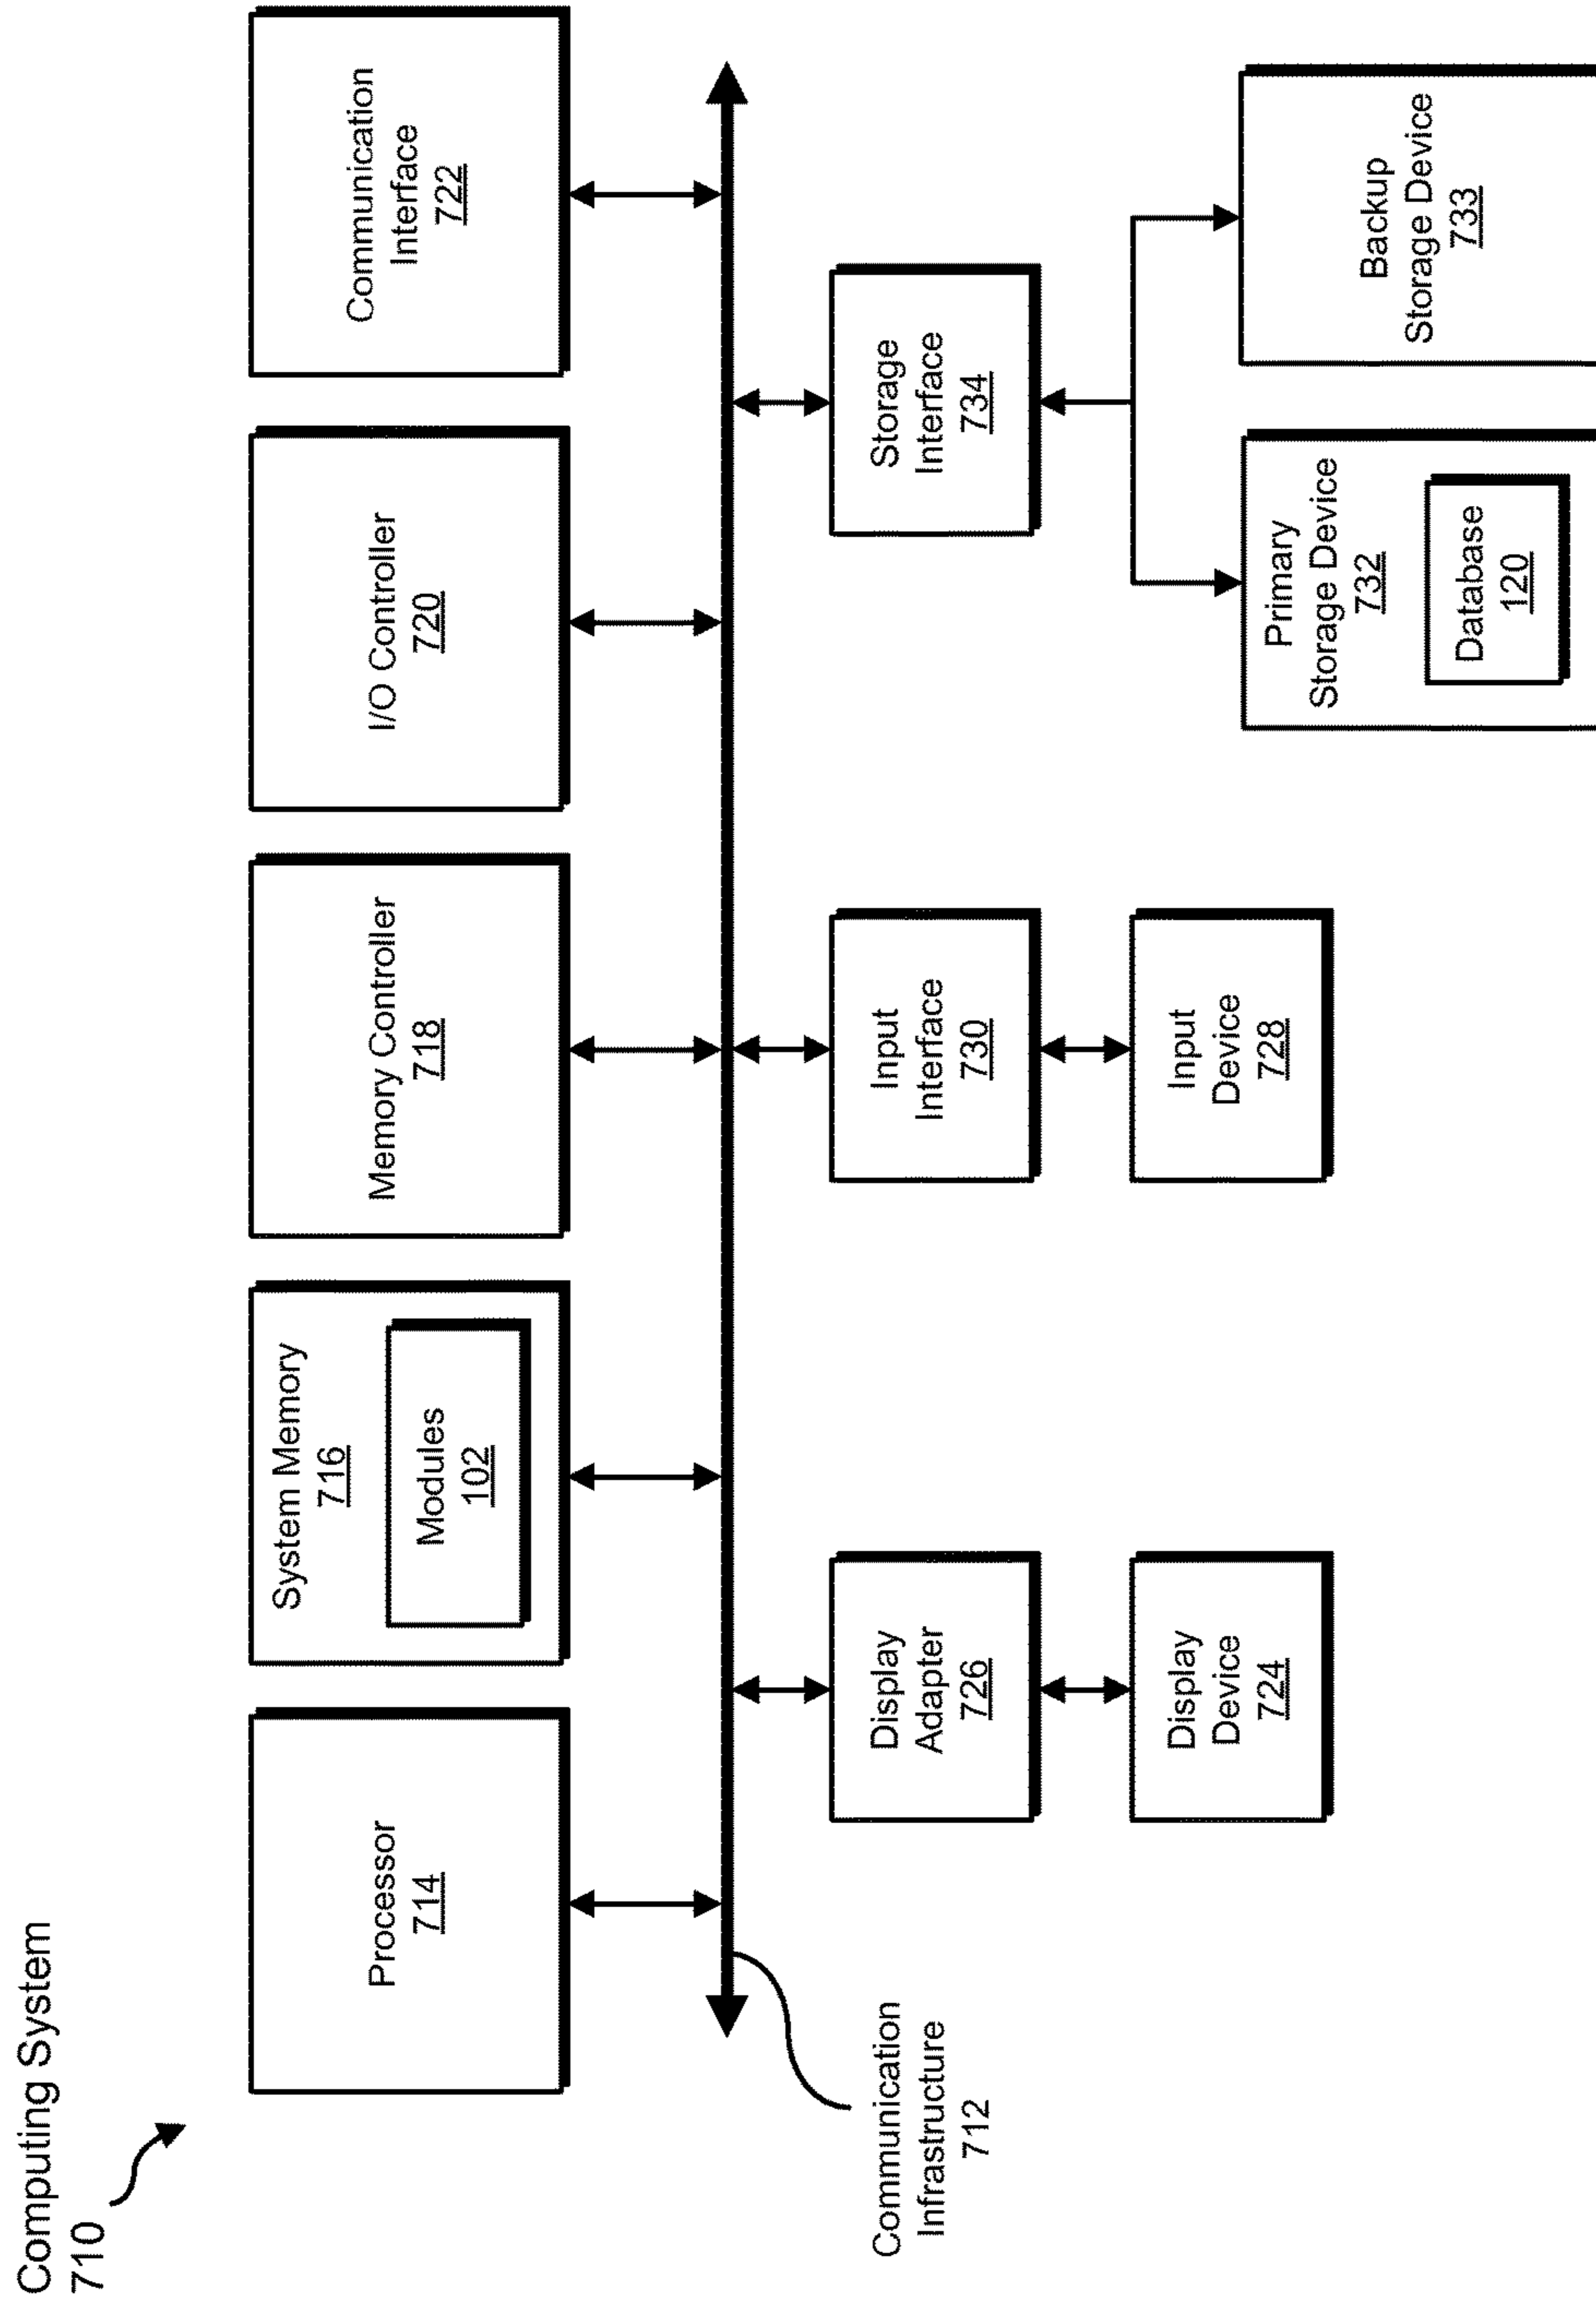 Computing System
710
Processor
714
System Memory
716
Modules
102
Memory Controller
718
I/O Controller
720
Communication
Interface
722
Communication
Infrastructure
712
Display
Adapter
726
Input
Interface
730
Storage
Interface
734
Display
Device
724
Input
Device
728
Primary
Storage Device
732
Database
120
Backup
Storage Device
733